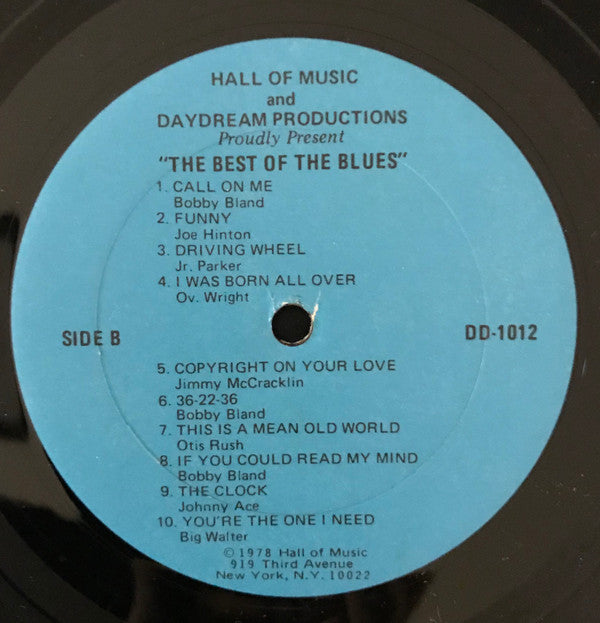 HALL OF MUSIC
and
DAYDREAM PRODUCTIONS
Proudly Present
"THE BEST OF THE BLUES"
1. CALL ON ME
Bobby Bland
2. FUNNY
Joe Hinton
3. DRIVING WHEEL
Jr. Parker
4. I WAS BORN ALL OVER
Ov. Wright
SIDE B
DD-1012
5. COPYRIGHT ON YOUR LOVE
Jimmy McCracklin
6. 36-22-36
Bobby Bland
7. THIS IS A MEAN OLD WORLD
Otis Rush
8. IF YOU COULD READ MY MIND
Bobby Bland
9. THE CLOCK
Johnny Ace
10. YOU'RE THE ONE I NEED
Big Walter
© 1978 Hall of Music
919 Third Avenue
New York, N.Y. 10022